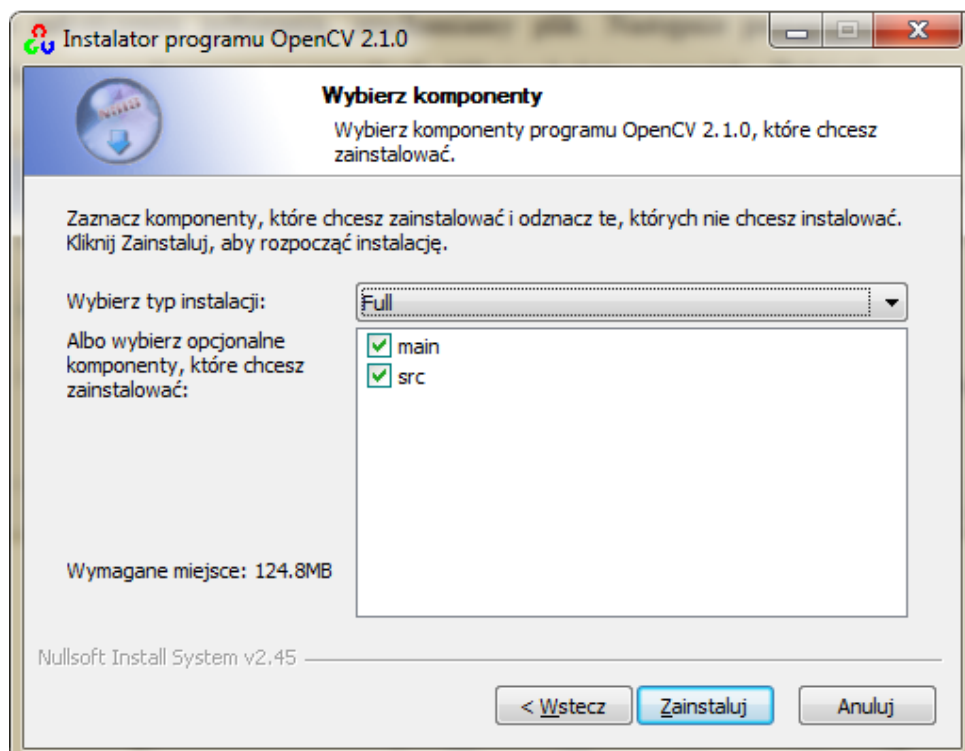 Instalator programu OpenCV 2.1.0
Wybierz komponenty
Wybierz komponenty programu OpenCV 2.1.0, które chcesz
zainstalować.
Zaznacz komponenty, które chcesz zainstalować i odznacz te, których nie chcesz instalować.
Kliknij Zainstaluj, aby rozpocząć instalację.
Wybierz typ instalacji:
Full
Albo wybierz opcjonalne
komponenty, które chcesz
zainstalować:
main
src
Wymagane miejsce: 124.8MB
Nullsoft Install System v2.45
< Wstecz
Zainstaluj
Anuluj